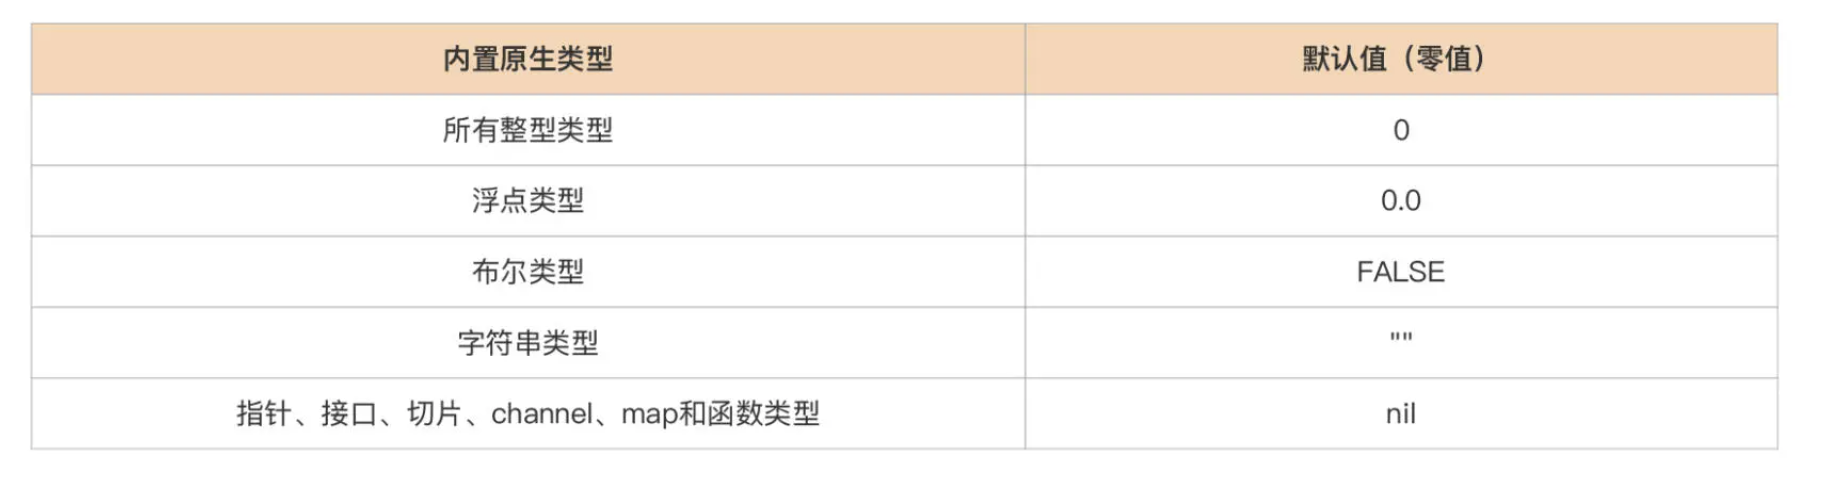 内置原生类型 默认值（零值）
所有整型类型 0
浮点类型 0.0
布尔类型 FALSE
字符串类型 ""
指针、接口、切片、channel、map和函数类型 nil